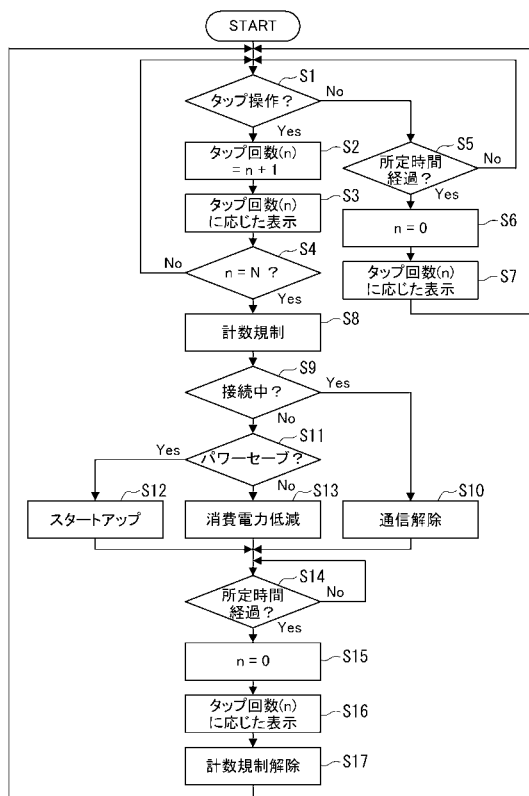 START
S1
タップ操作？
No
Yes
S2
タップ回数(n)
= n + 1
S5
所定時間
経過？
No
Yes
S3
タップ回数(n)
に応じた表示
S6
n = 0
S4
n = N ？
No
Yes
S7
タップ回数(n)
に応じた表示
S8
計数規制
S9
接続中？
Yes
No
S11
パワーセーブ？
Yes
No
S12
スタートアップ
S13
消費電力低減
S10
通信解除
S14
所定時間
経過？
No
Yes
S15
n = 0
S16
タップ回数(n)
に応じた表示
S17
計数規制解除